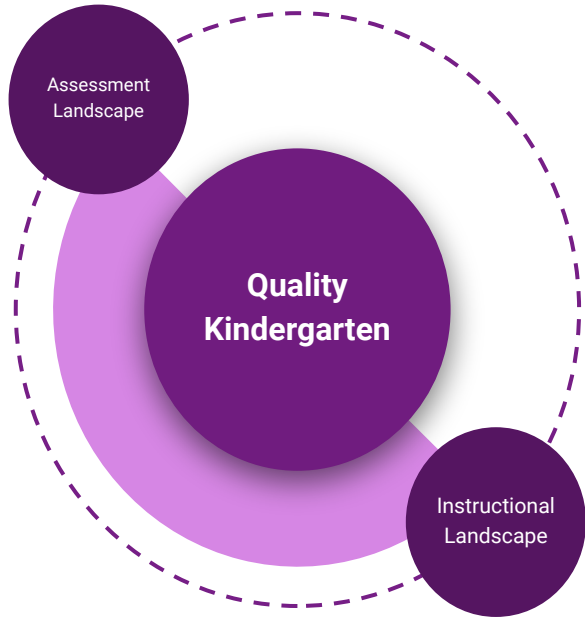 Assessment
Landscape
Quality
Kindergarten
Instructional
Landscape